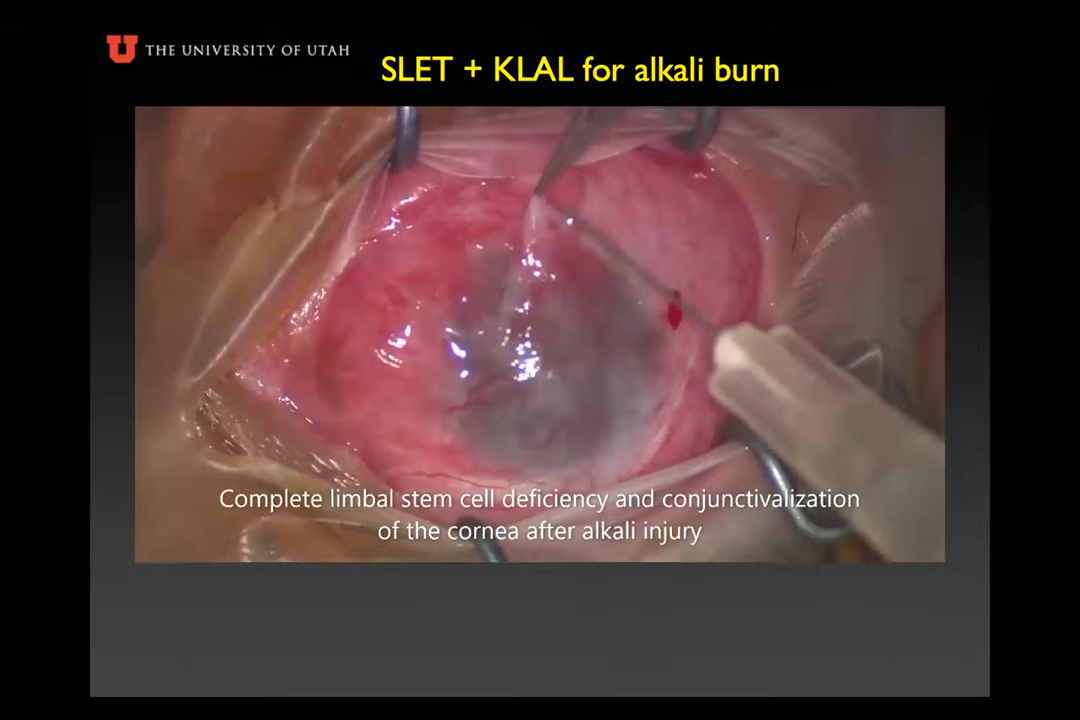 THE UNIVERSITY OF UTAH
SLET + KLAL for alkali burn
Complete limbal stem cell deficiency and conjunctivalization
of the cornea after alkali injury